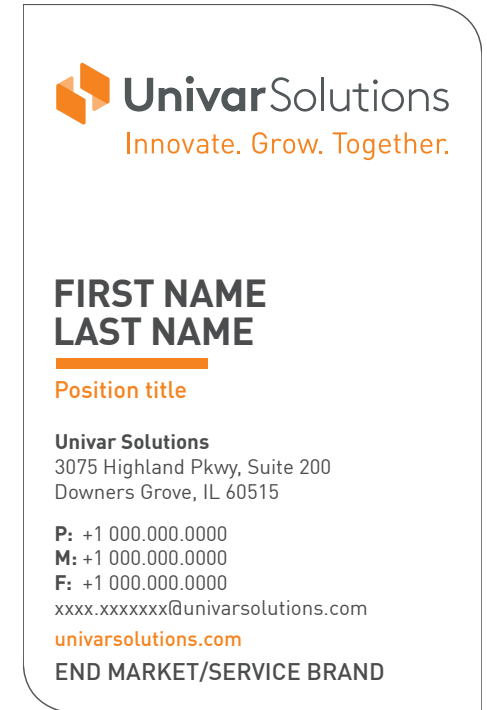 UnivarSolutions
Innovate. Grow. Together.
FIRST NAME
LAST NAME
Position title
Univar Solutions
3075 Highland Pkwy, Suite 200
Downers Grove, IL 60515
P: +1 000.000.0000
M: +1 000.000.0000
F: +1 000.000.0000
xxxx.xxxxxxx@univarsolutions.com
univarsolutions.com
END MARKET/SERVICE BRAND